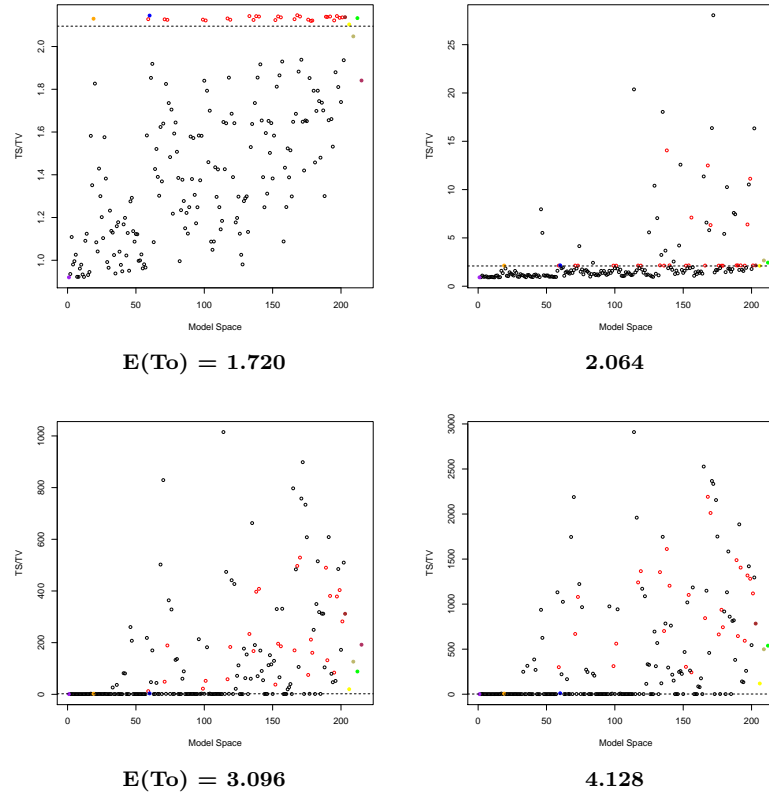 TS/TV
1.0 1.2 1.4 1.6 1.8 2.0
0 50 100 150 200
Model Space
E(To) = 1.720
TS/TV
0 5 10 15 20 25
0 50 100 150 200
Model Space
2.064
TS/TV
0 200 400 600 800 1000
0 50 100 150 200
Model Space
E(To) = 3.096
TS/TV
0 500 1000 1500 2000 2500 3000
0 50 100 150 200
Model Space
4.128